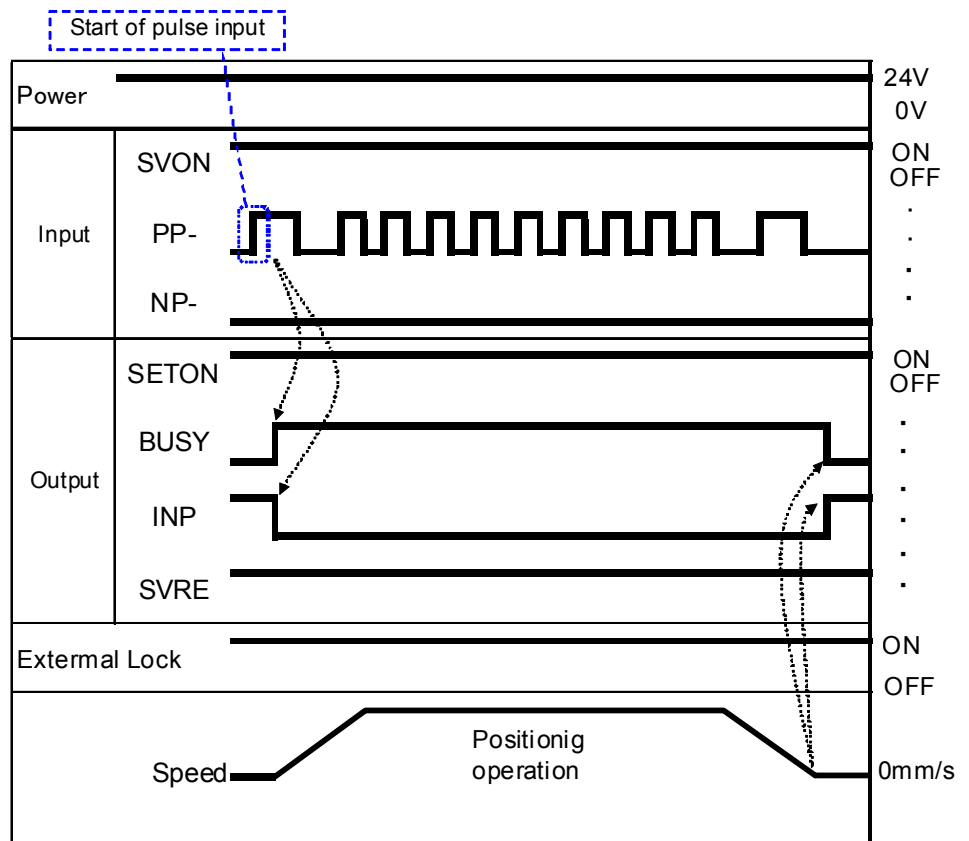 Start of pulse input
Power
24V
0V
Input
SVON
ON
OFF
PP-
NP-
Output
SETON
ON
OFF
BUSY
INP
SVRE
Extermal Lock
ON
OFF
Speed
Positionig
operation
0mm/s